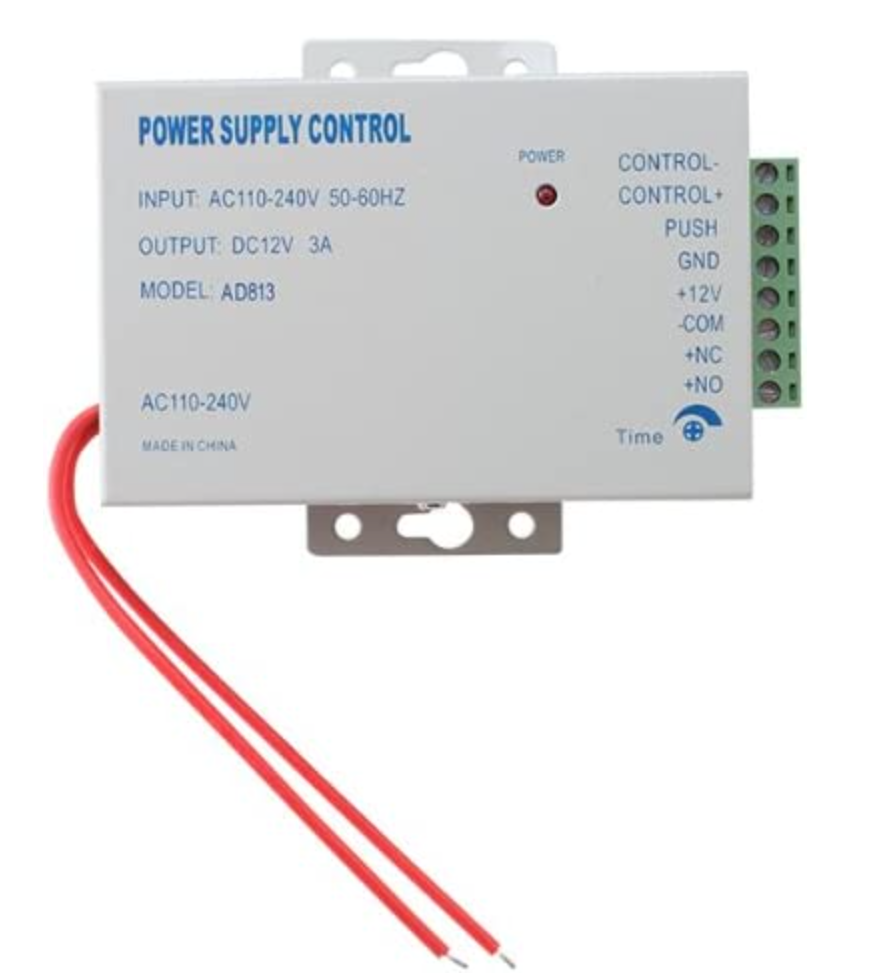 POWER SUPPLY CONTROL
INPUT: AC110-240V 50-60HZ
OUTPUT: DC12V 3A
MODEL: AD813
AC110-240V
MADE IN CHINA
POWER
CONTROL-
CONTROL+
PUSH
GND
+12V
-COM
+NC
+NO
Time